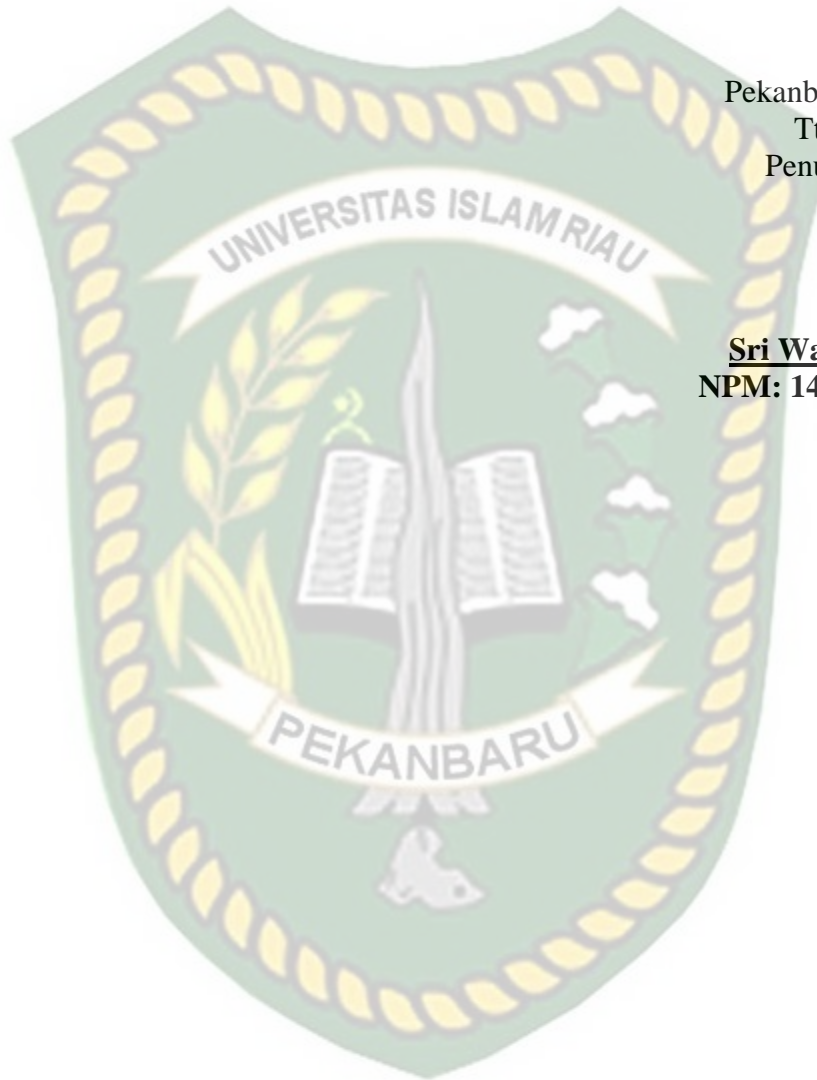 Pekanb
Tt
Penu
UNIVERSITAS ISLAM RIAU
Sri Wa
NPM: 14
PEKANBARU